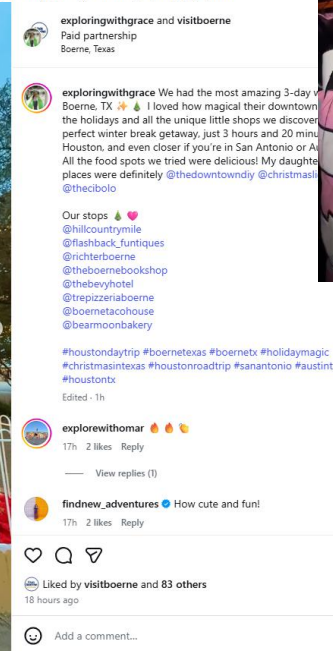 exploringwithgrace and visitboerne
Paid partnership
Boerne, Texas
exploringwithgrace We had the most amazing 3-day
Boerne, TX ✨ 🎄 I loved how magical their downtown
the holidays and all the unique little shops we discover
perfect winter break getaway, just 3 hours and 20 minu
Houston, and even closer if you're in San Antonio or Au
All the food spots we tried were delicious! My daughte
places were definitely @thedowntowndiy @christmasli
@thecibolo
Our stops 🎄 💗
@hillcountrymile
@flashback_funtiques
@richterboerne
@theboernebookshop
@thebevyhotel
@trepizzeriaboerne
@boernetacohouse
@bearmoonbakery
#houstondaytrip #boernetexas #boernetx #holidaymagic
#christmasintexas #houstonroadtrip #sanantonio #austint
#houstontx
Edited · 1h
explorewithomar 🔥 🔥 👏
17h 2 likes Reply
View replies (1)
findnew_adventures How cute and fun!
17h 2 likes Reply
Liked by visitboerne and 83 others
18 hours ago
Add a comment...